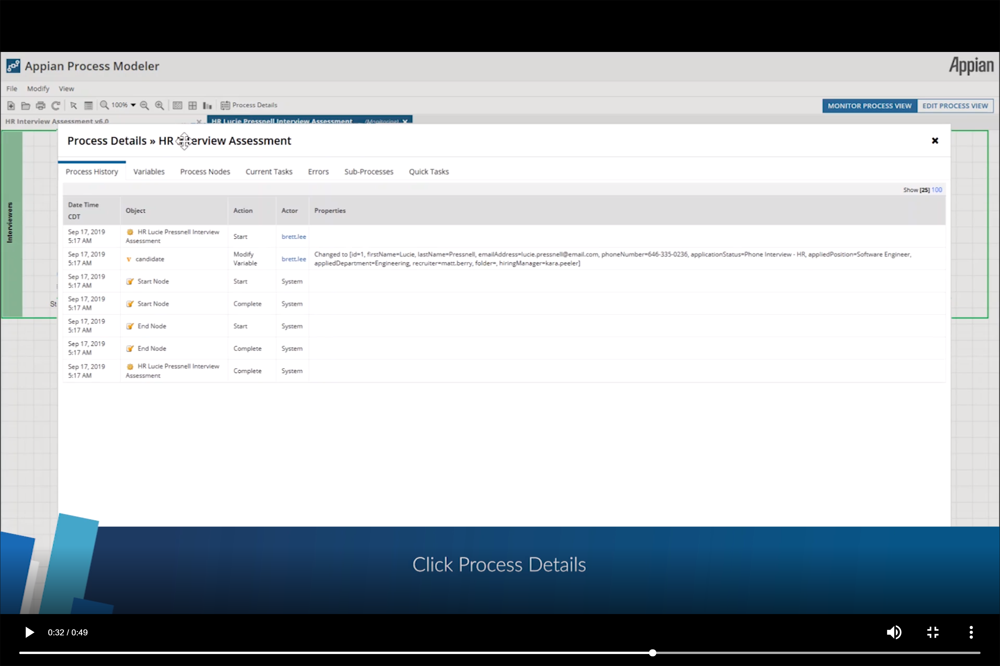 Appian Process Modeler
Appian
File Modify View
100% Process Details
MONITOR PROCESS VIEW EDIT PROCESS VIEW
HR Interview Assessment v6.0
HR Lucie Pressnell Interview Assessment (Monitoring)
Process Details » HR erview Assessment
Process History Variables Process Nodes Current Tasks Errors Sub-Processes Quick Tasks
Show [25] 100
Date Time
CDT
Object Action Actor Properties
Sep 17, 2019
5:17 AM
HR Lucie Pressnell Interview
Assessment
Start brett.lee
Sep 17, 2019
5:17 AM
candidate
Modify
Variable
brett.lee
Changed to [id=1, firstName=Lucie, lastName=Pressnell, emailAddress=lucie.pressnell@email.com, phoneNumber=646-335-0236, applicationStatus=Phone Interview - HR, appliedPosition=Software Engineer,
appliedDepartment=Engineering, recruiter=matt.berry, folder=, hiringManager=kara.peeler]
Sep 17, 2019
5:17 AM
Start Node Start System
Sep 17, 2019
5:17 AM
Start Node Complete System
Sep 17, 2019
5:17 AM
End Node Start System
Sep 17, 2019
5:17 AM
End Node Complete System
Sep 17, 2019
5:17 AM
HR Lucie Pressnell Interview
Assessment
Complete System
Interviewers
St
Click Process Details
0:32 / 0:49